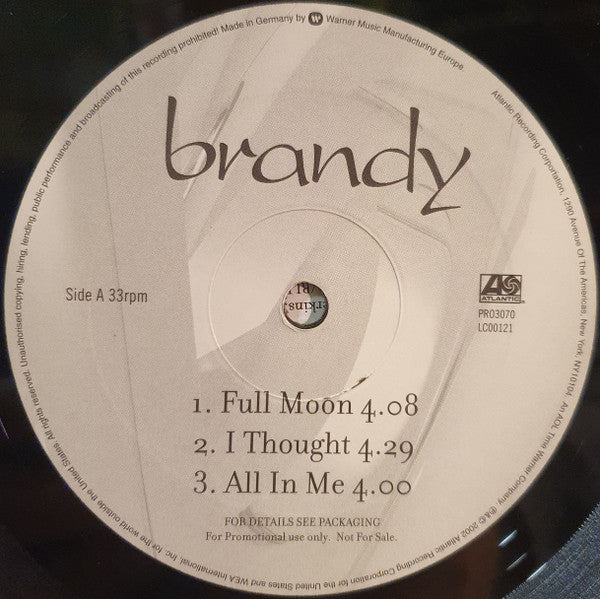 Unauthorised copying, hiring, lending, public performance and broadcasting of this recording prohibited! Made in Germany by W Warner Music Manufacturing Europe.
Atlantic Recording Corporation, 1290 Avenue Of The Americas, New York, NY10104. An AOL Time Warner Company. ℗&© 2002 Atlantic Recording Corporation for the United States and WEA International, Inc. for the world outside the United States All rights reserved.
brandy
Side A 33rpm
ATLANTIC
PRO3070
LC00121
erkins.
1. Full Moon 4.08
2. I Thought 4.29
3. All In Me 4.00
FOR DETAILS SEE PACKAGING
For Promotional use only. Not For Sale.